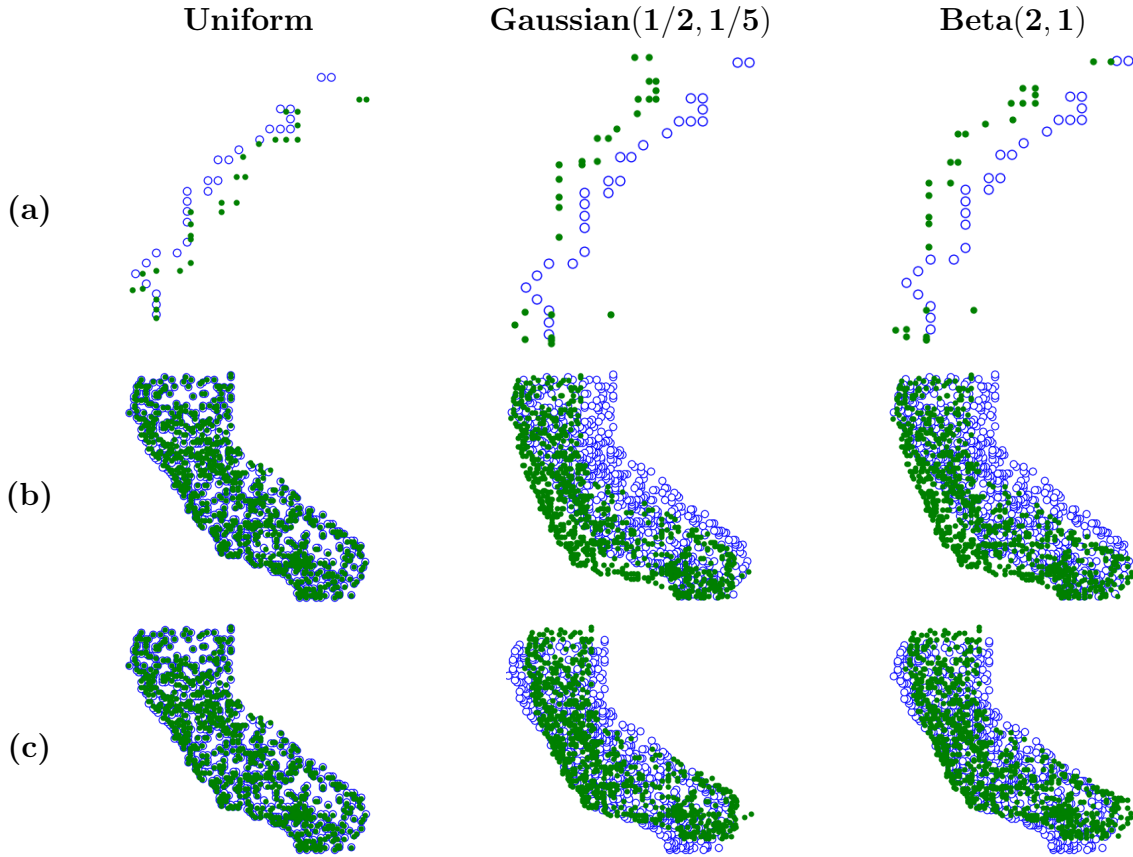 Uniform Gaussian(1/2, 1/5) Beta(2, 1)
(a)
(b)
(c)